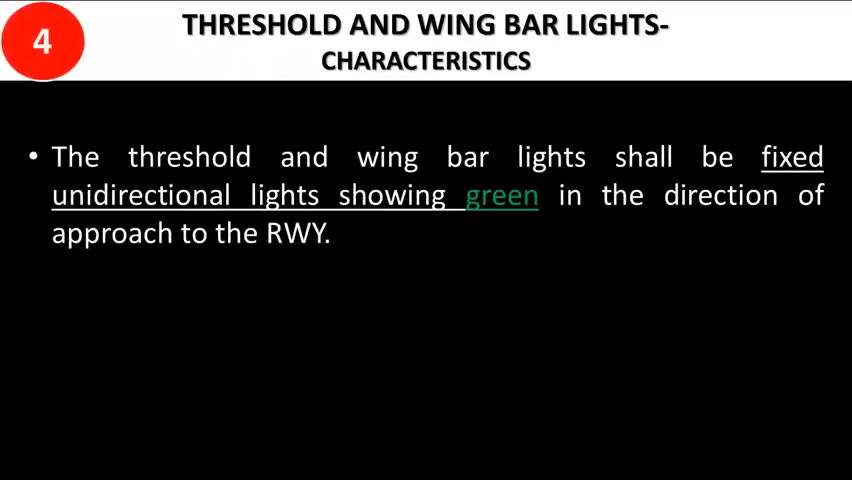 4
THRESHOLD AND WING BAR LIGHTS-
CHARACTERISTICS
• The threshold and wing bar lights shall be fixed
unidirectional lights showing green in the direction of
approach to the RWY.